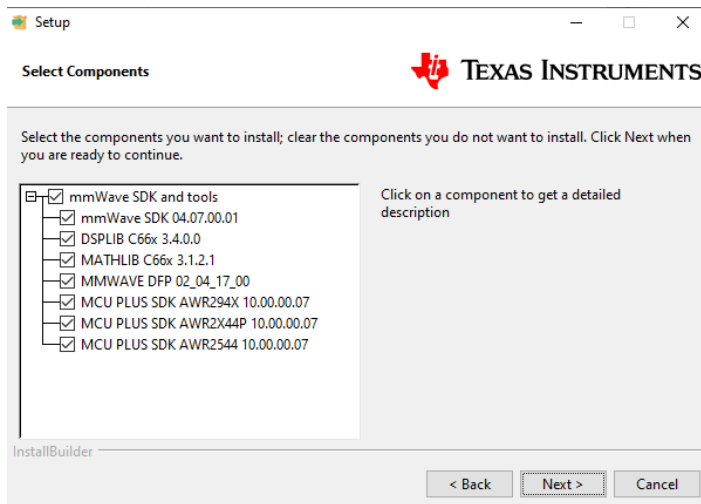 Setup
Select Components
TEXAS INSTRUMENTS
Select the components you want to install; clear the components you do not want to install. Click Next when
you are ready to continue.
mmWave SDK and tools
mmWave SDK 04.07.00.01
DSPLIB C66x 3.4.0.0
MATHLIB C66x 3.1.2.1
MMWAVE DFP 02_04_17_00
MCU PLUS SDK AWR294X 10.00.00.07
MCU PLUS SDK AWR2X44P 10.00.00.07
MCU PLUS SDK AWR2544 10.00.00.07
Click on a component to get a detailed
description
InstallBuilder
< Back
Next >
Cancel